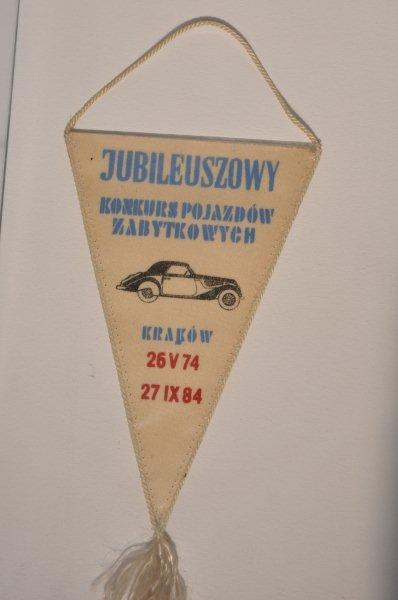 JUBILEUSZOWY
KONKURS POJAZDÓW
ZABYTKOWYCH
KRAKÓW
26 V 74
27 IX 84